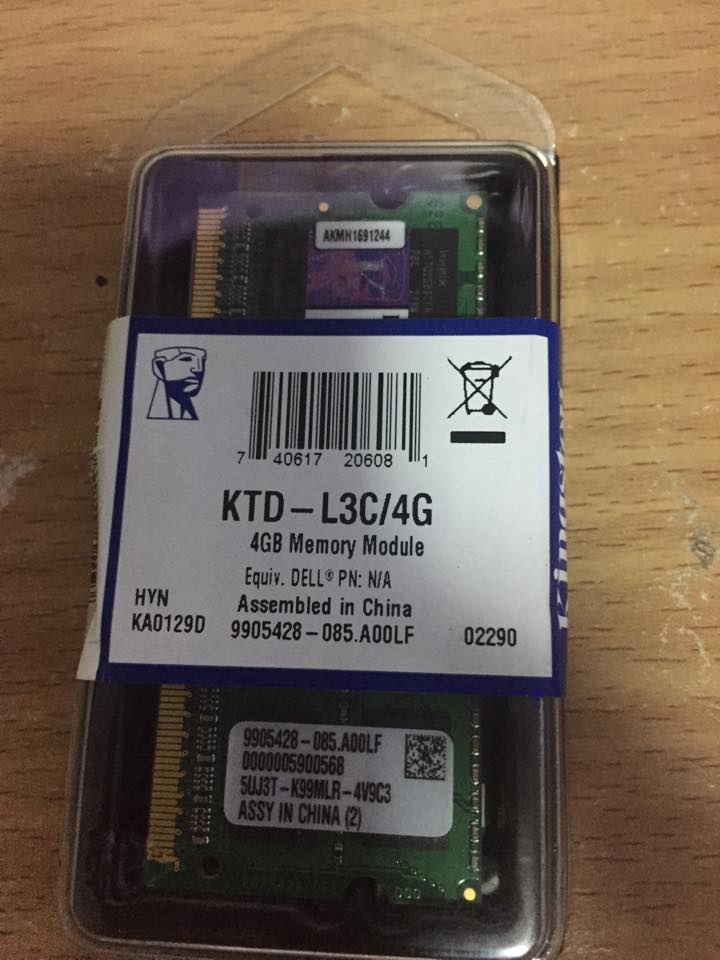 AKMH1691244
7 40617 20608 1
KTD-L3C/4G
4GB Memory Module
Equiv. DELL® PN: N/A
HYN
Assembled in China
KA0129D 9905428-085.A00LF 02290
Kingston
9905428-085.A00LF
0000005900568
5UJ3T-K99MLR-4V9C3
ASSY IN CHINA (2)